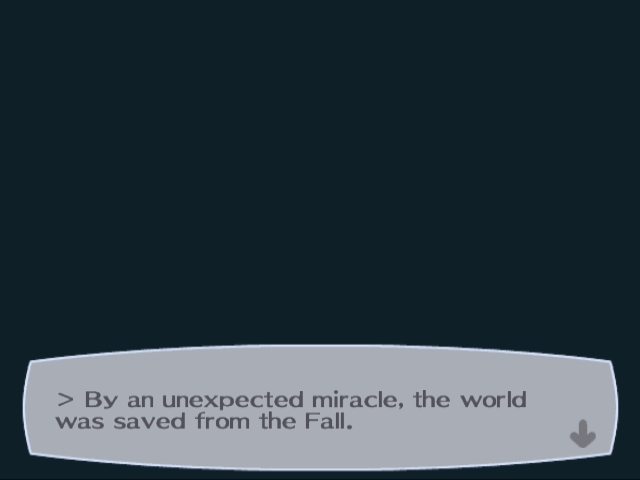 > By an unexpected miracle, the world
was saved from the Fall.